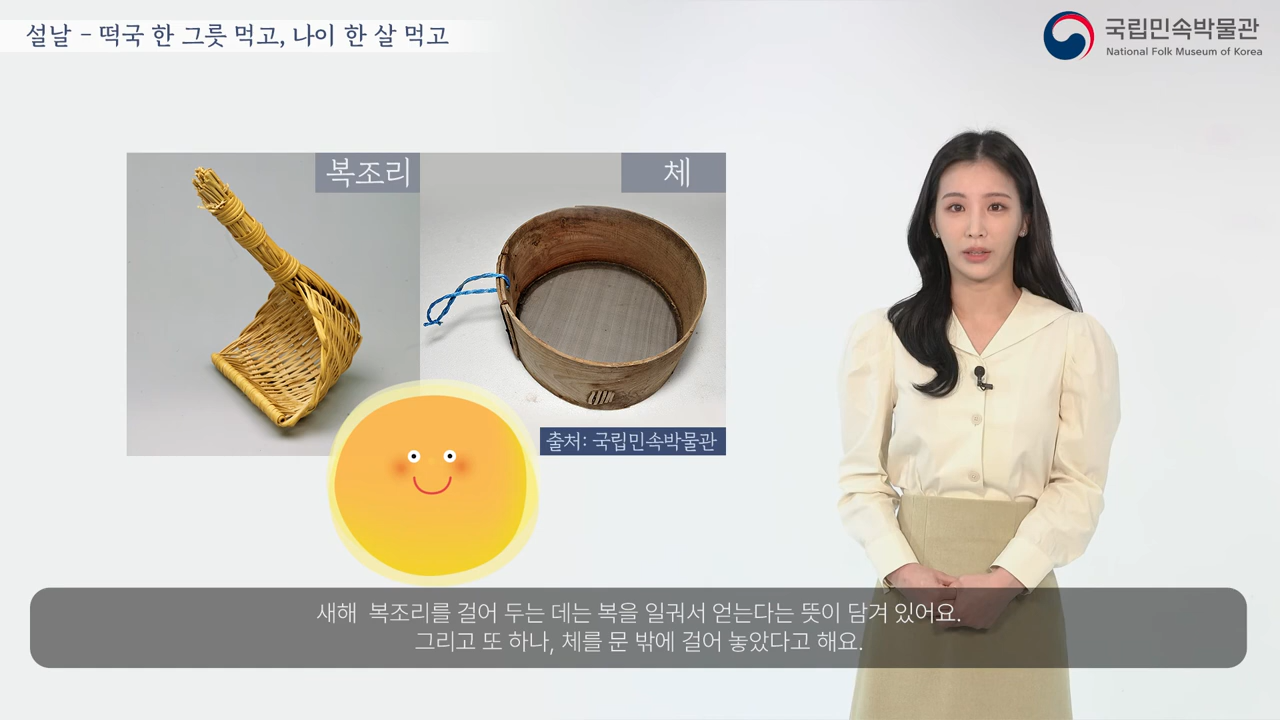 설날 - 떡국 한 그릇 먹고, 나이 한 살 먹고
국립민속박물관
National Folk Museum of Korea
복조리
체
출처: 국립민속박물관
새해 복조리를 걸어 두는 데는 복을 일궈서 얻는다는 뜻이 담겨 있어요.
그리고 또 하나, 체를 문 밖에 걸어 놓았다고 해요.